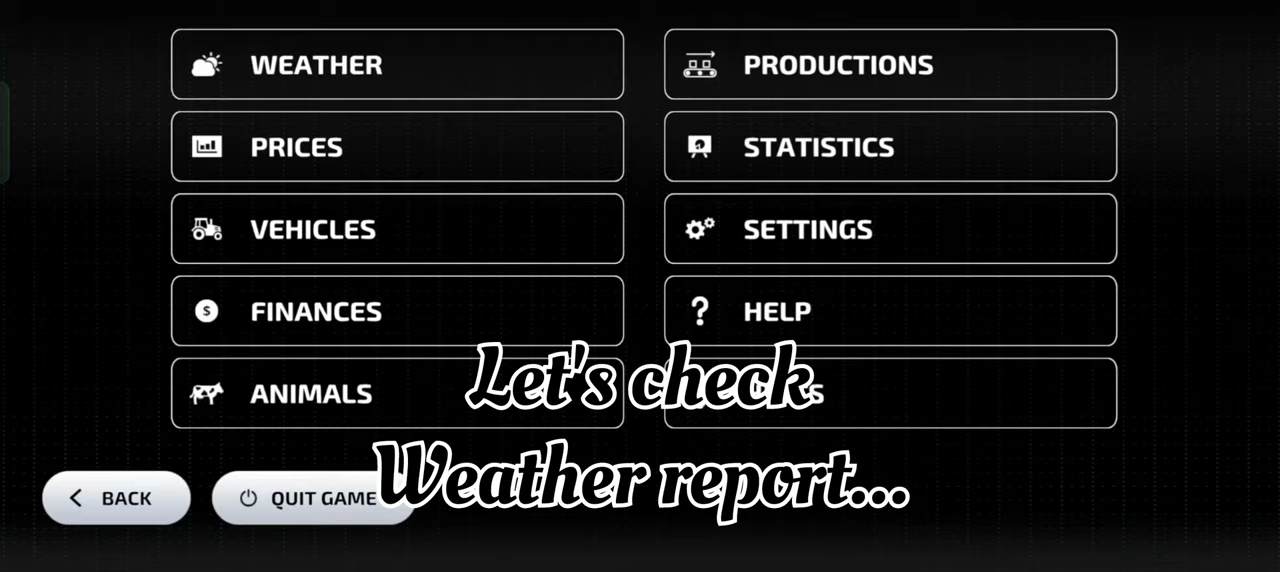 WEATHER
PRODUCTIONS
PRICES
STATISTICS
VEHICLES
SETTINGS
FINANCES
HELP
ANIMALS
Let's check
Weather report...
BACK
QUIT GAME